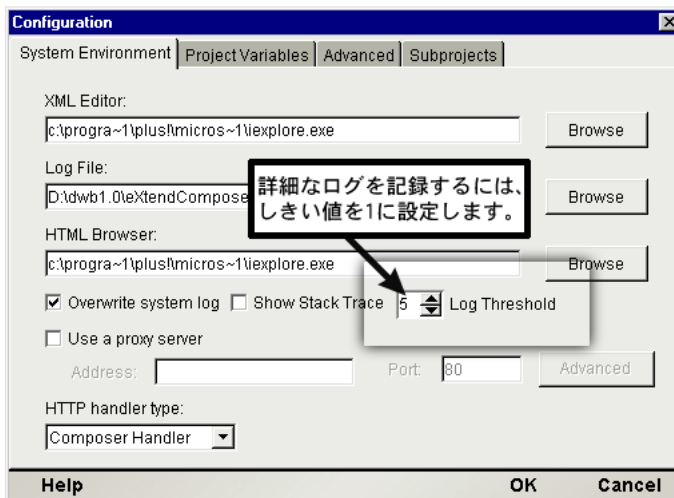 Configuration
System Environment Project Variables Advanced Subprojects
XML Editor:
c:\progra~1\plus!\micros~1\iexplore.exe Browse
Log File:
D:\dwb1.0\eXtendCompose Browse
詳細なログを記録するには、
しきい値を1に設定します。
HTML Browser:
c:\progra~1\plus!\micros~1\iexplore.exe Browse
Overwrite system log Show Stack Trace 5 Log Threshold
Use a proxy server
Address: Port: 80 Advanced
HTTP handler type:
Composer Handler
Help OK Cancel